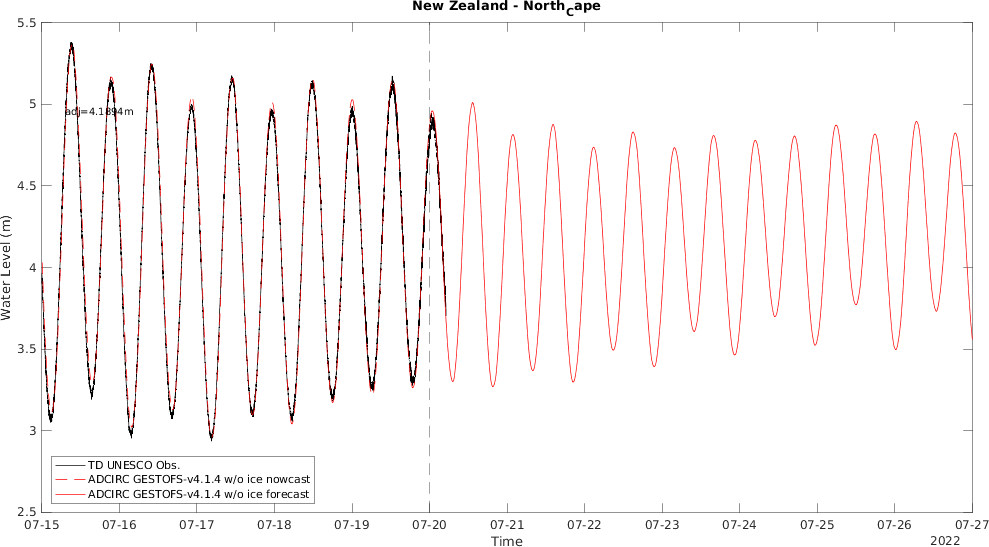 New Zealand - North_Cape
5.5
5
4.5
4
3.5
3
2.5
Water Level (m)
adj=4.1894m
TD UNESCO Obs.
ADCIRC GESTOFS-v4.1.4 w/o ice nowcast
ADCIRC GESTOFS-v4.1.4 w/o ice forecast
07-15 07-16 07-17 07-18 07-19 07-20 07-21 07-22 07-23 07-24 07-25 07-26 07-27
Time
2022